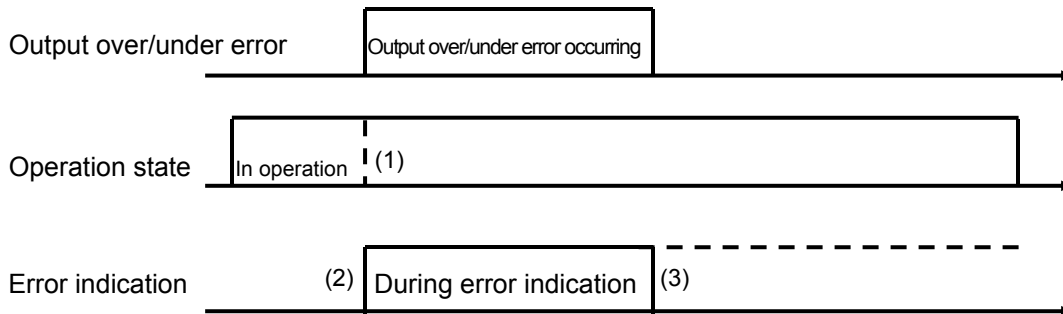 Output over/under error
Output over/under error occurring
Operation state
In operation
(1)
Error indication
(2)
During error indication
(3)